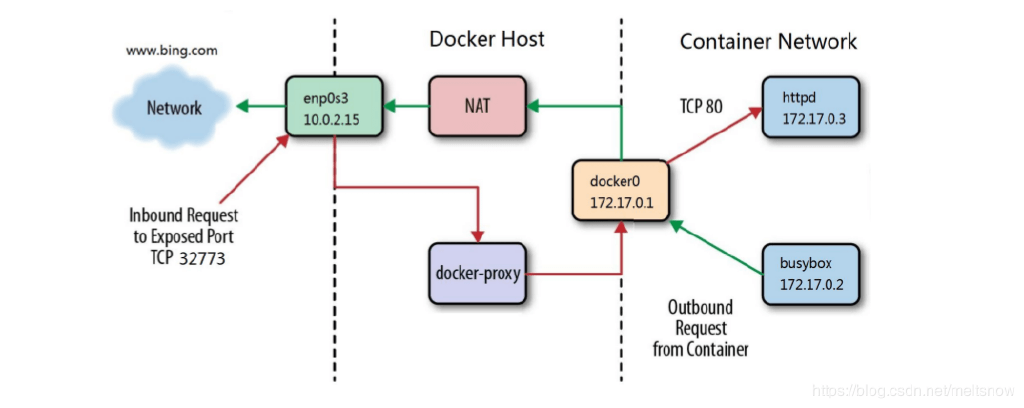 Docker Host
Container Network
www.bing.com
Network
enp0s3
10.0.2.15
NAT
TCP 80
httpd
172.17.0.3
docker0
172.17.0.1
Inbound Request
to Exposed Port
TCP 32773
docker-proxy
busybox
172.17.0.2
Outbound
Request
from Container
https://blog.csdn.net/meltsnow